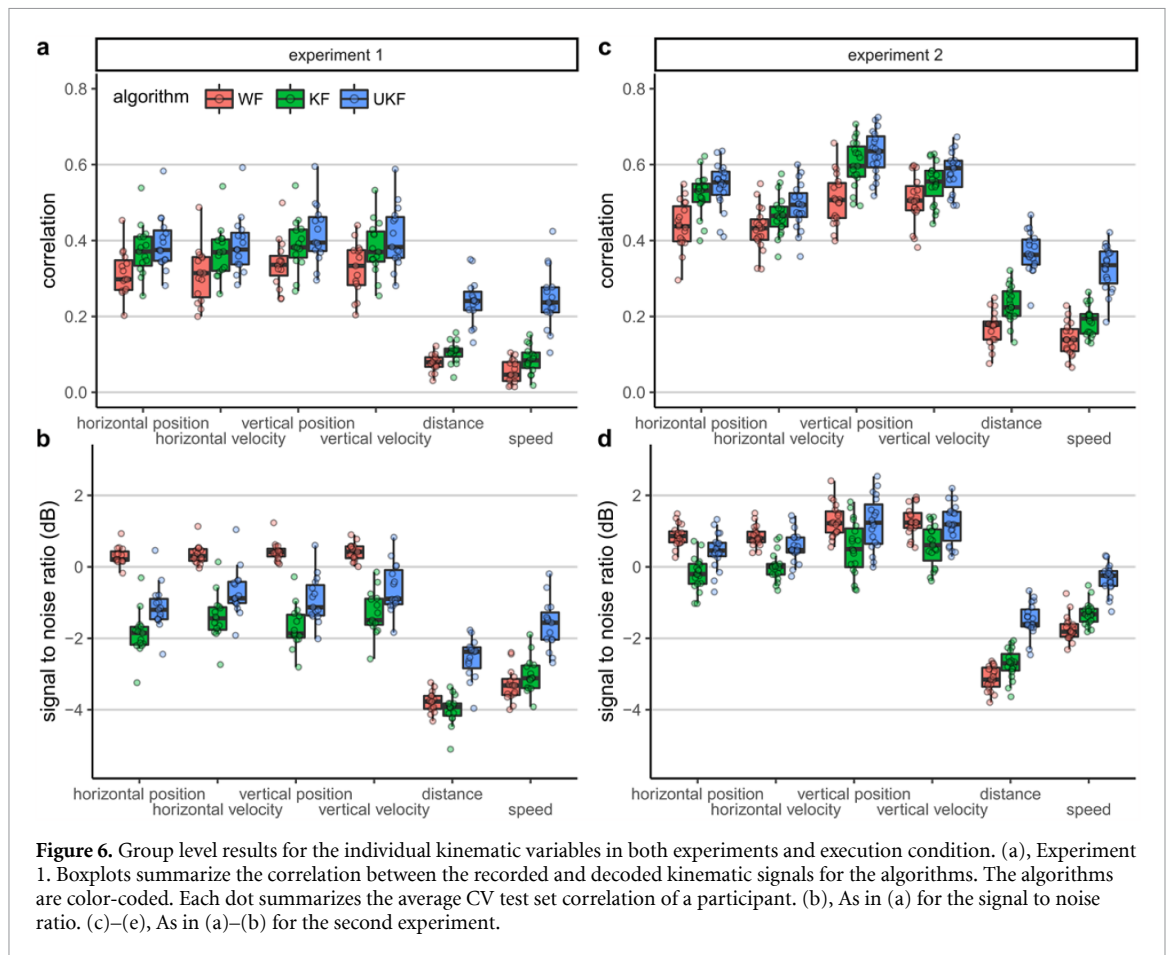 a
experiment 1
algorithm WF KF UKF
correlation
0.8
0.6
0.4
0.2
0.0
horizontal position vertical position distance
horizontal velocity vertical velocity speed
c
experiment 2
correlation
0.8
0.6
0.4
0.2
0.0
horizontal position vertical position distance
horizontal velocity vertical velocity speed
b
signal to noise ratio (dB)
2
0
−2
−4
horizontal position vertical position distance
horizontal velocity vertical velocity speed
d
signal to noise ratio (dB)
2
0
−2
−4
horizontal position vertical position distance
horizontal velocity vertical velocity speed
Figure 6. Group level results for the individual kinematic variables in both experiments and execution condition. (a), Experiment
1. Boxplots summarize the correlation between the recorded and decoded kinematic signals for the algorithms. The algorithms
are color-coded. Each dot summarizes the average CV test set correlation of a participant. (b), As in (a) for the signal to noise
ratio. (c)–(e), As in (a)–(b) for the second experiment.